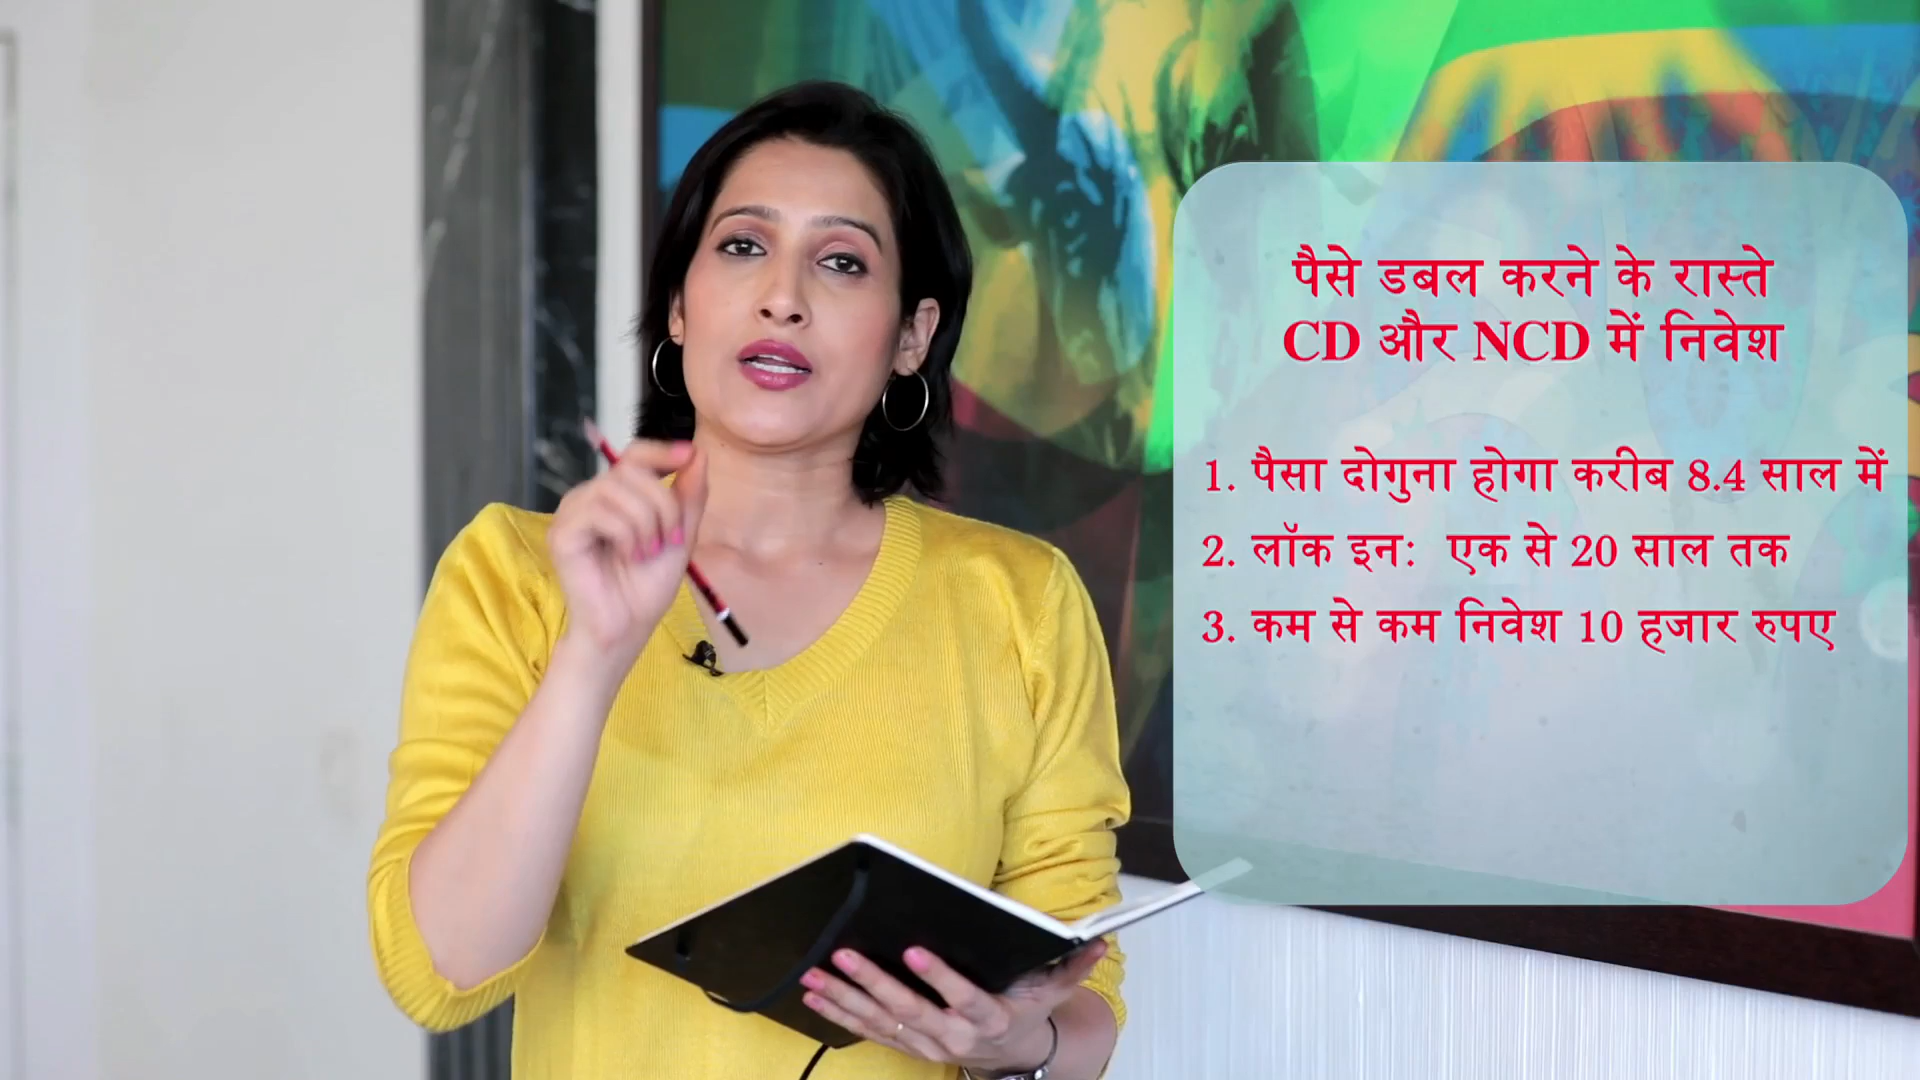 पैसे डबल करने के रास्ते
CD और NCD में निवेश
1. पैसा दोगुना होगा करीब 8.4 साल में
2. लॉक इन: एक से 20 साल तक
3. कम से कम निवेश 10 हजार रुपए